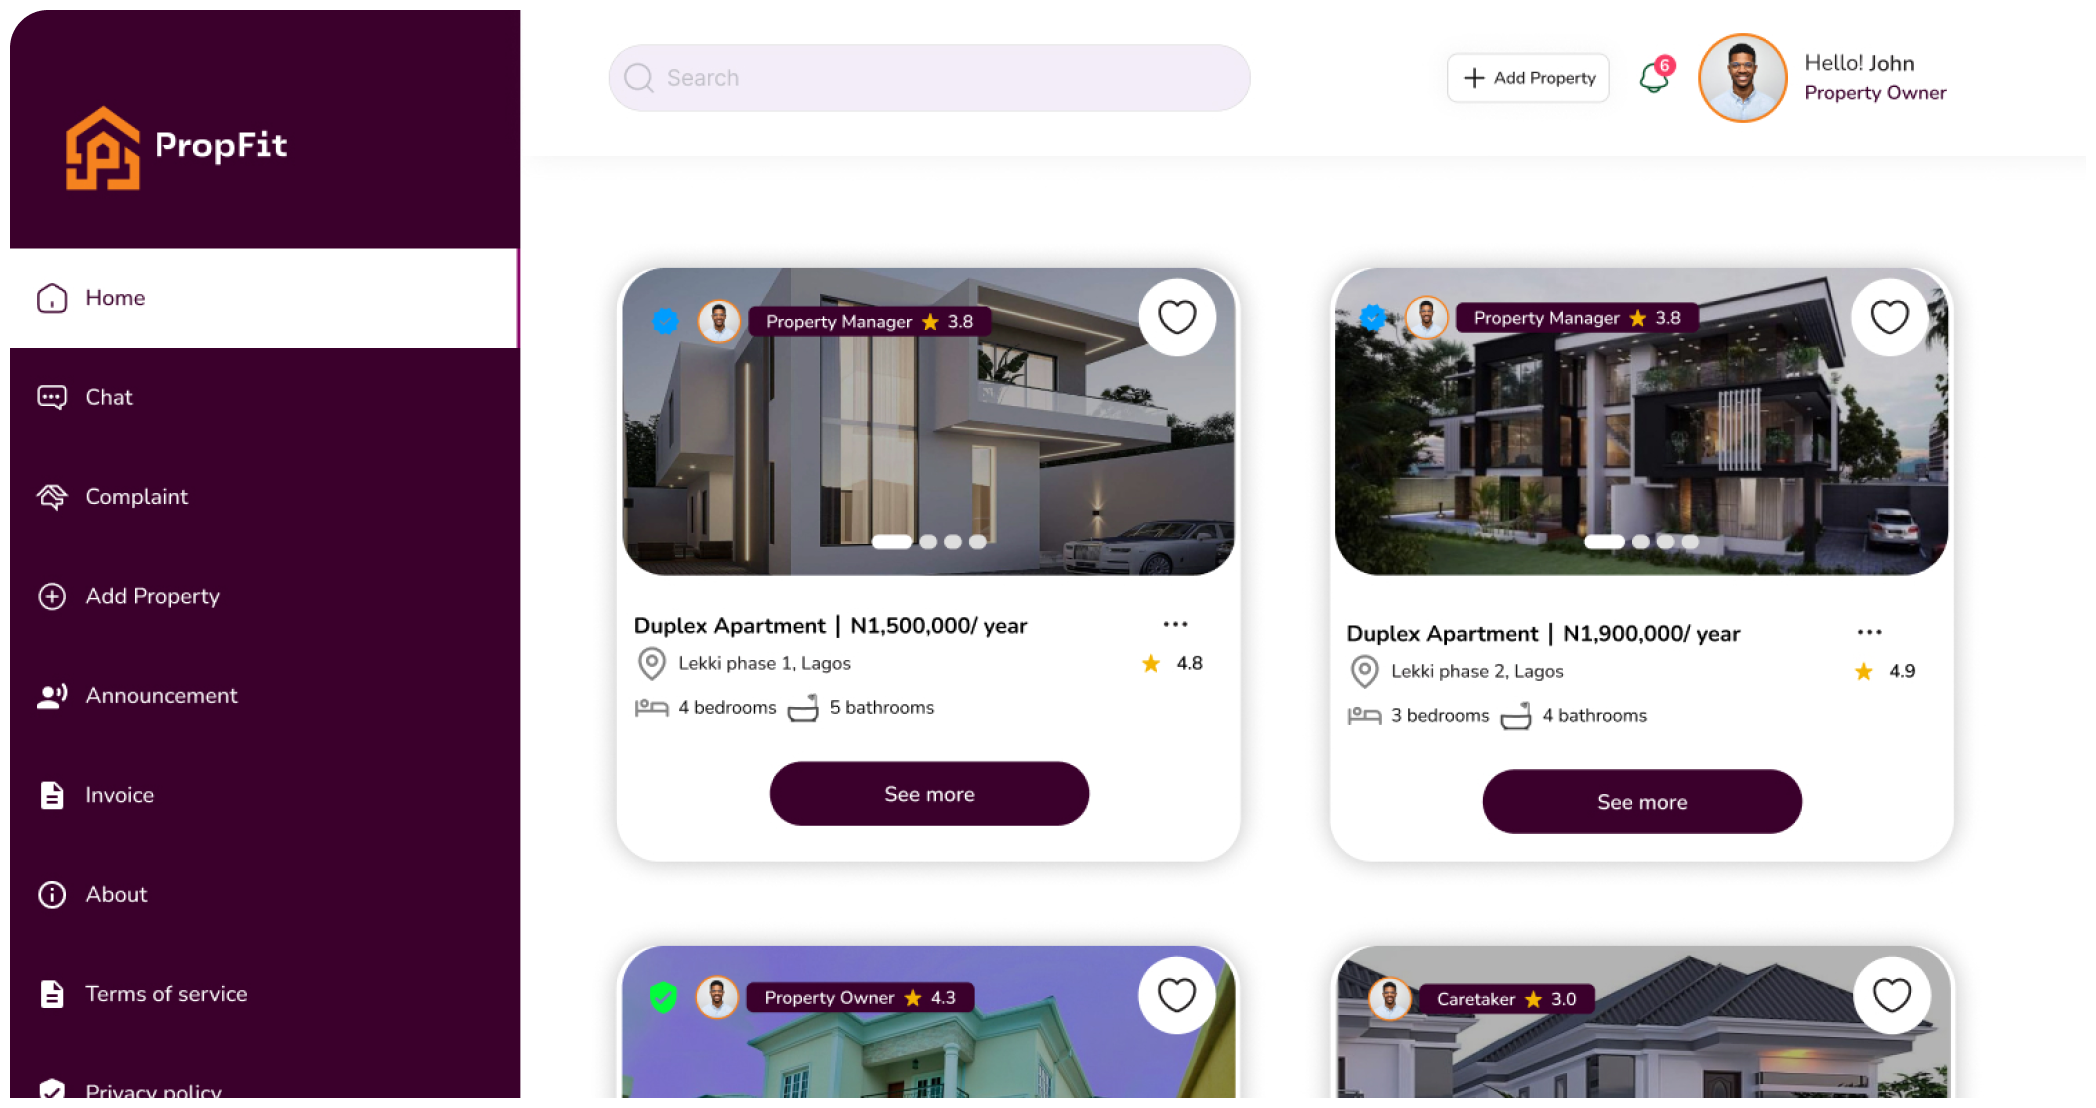 PropFit
Home
Chat
Complaint
Add Property
Announcement
Invoice
About
Terms of service
Privacy policy
Search
Add Property
6
Hello! John
Property Owner
Property Manager 3.8
Duplex Apartment | N1,500,000/ year
Lekki phase 1, Lagos
4.8
4 bedrooms 5 bathrooms
See more
Property Manager 3.8
Duplex Apartment | N1,900,000/ year
Lekki phase 2, Lagos
4.9
3 bedrooms 4 bathrooms
See more
Property Owner 4.3
Caretaker 3.0